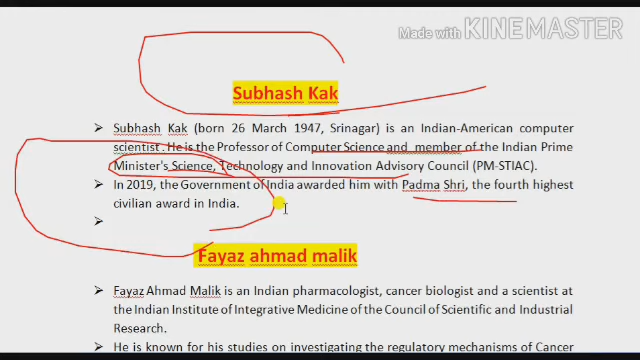 Made with KINEMASTER
Subhash Kak
Subhash Kak (born 26 March 1947, Srinagar) is an Indian-American computer
scientist. He is the Professor of Computer Science and member of the Indian Prime
Minister's Science, Technology and Innovation Advisory Council (PM-STIAC).
In 2019, the Government of India awarded him with Padma Shri, the fourth highest
civilian award in India.
Fayaz ahmad malik
Fayaz Ahmad Malik is an Indian pharmacologist, cancer biologist and a scientist at
the Indian Institute of Integrative Medicine of the Council of Scientific and Industrial
Research.
He is known for his studies on investigating the regulatory mechanisms of Cancer